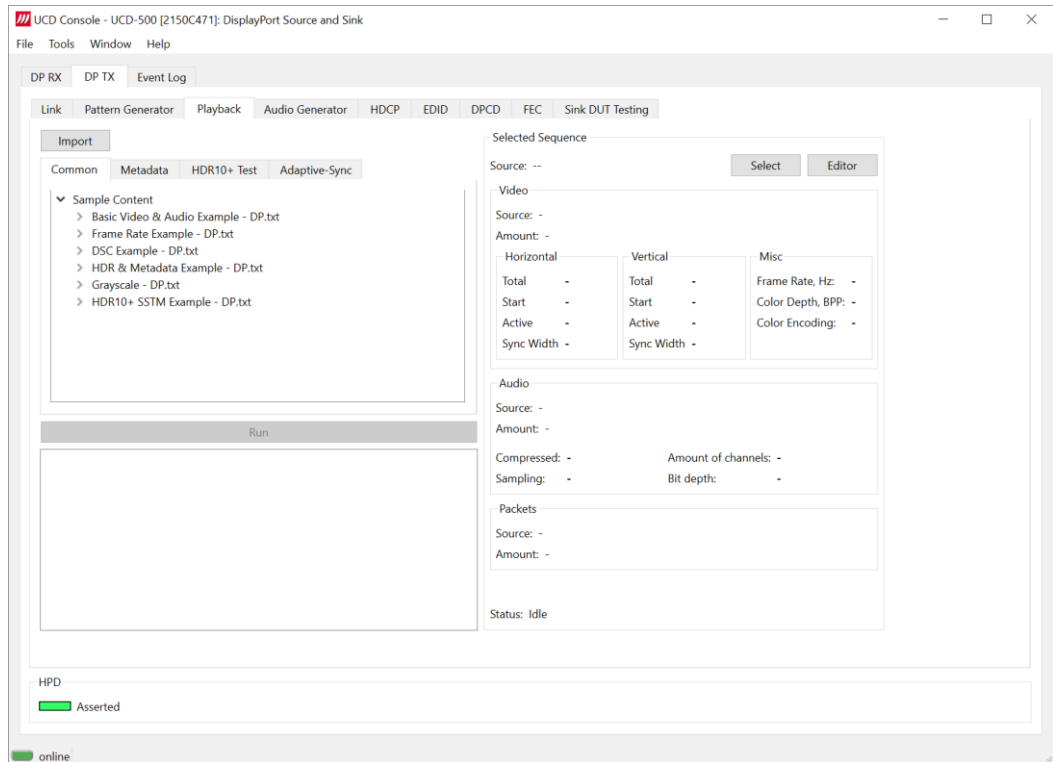 UCD Console - UCD-500 [2150C471]: DisplayPort Source and Sink
File Tools Window Help
DP RX DP TX Event Log
Link Pattern Generator Playback Audio Generator HDCP EDID DPCD FEC Sink DUT Testing
Import
Common Metadata HDR10+ Test Adaptive-Sync
Sample Content
Basic Video & Audio Example - DP.txt
Frame Rate Example - DP.txt
DSC Example - DP.txt
HDR & Metadata Example - DP.txt
Grayscale - DP.txt
HDR10+ SSTM Example - DP.txt
Run
Selected Sequence
Source: --
Select Editor
Video
Source: -
Amount: -
Horizontal
Total -
Start -
Active -
Sync Width -
Vertical
Total -
Start -
Active -
Sync Width -
Misc
Frame Rate, Hz: -
Color Depth, BPP: -
Color Encoding: -
Audio
Source: -
Amount: -
Compressed: - Amount of channels: -
Sampling: - Bit depth: -
Packets
Source: -
Amount: -
Status: Idle
HPD
Asserted
online